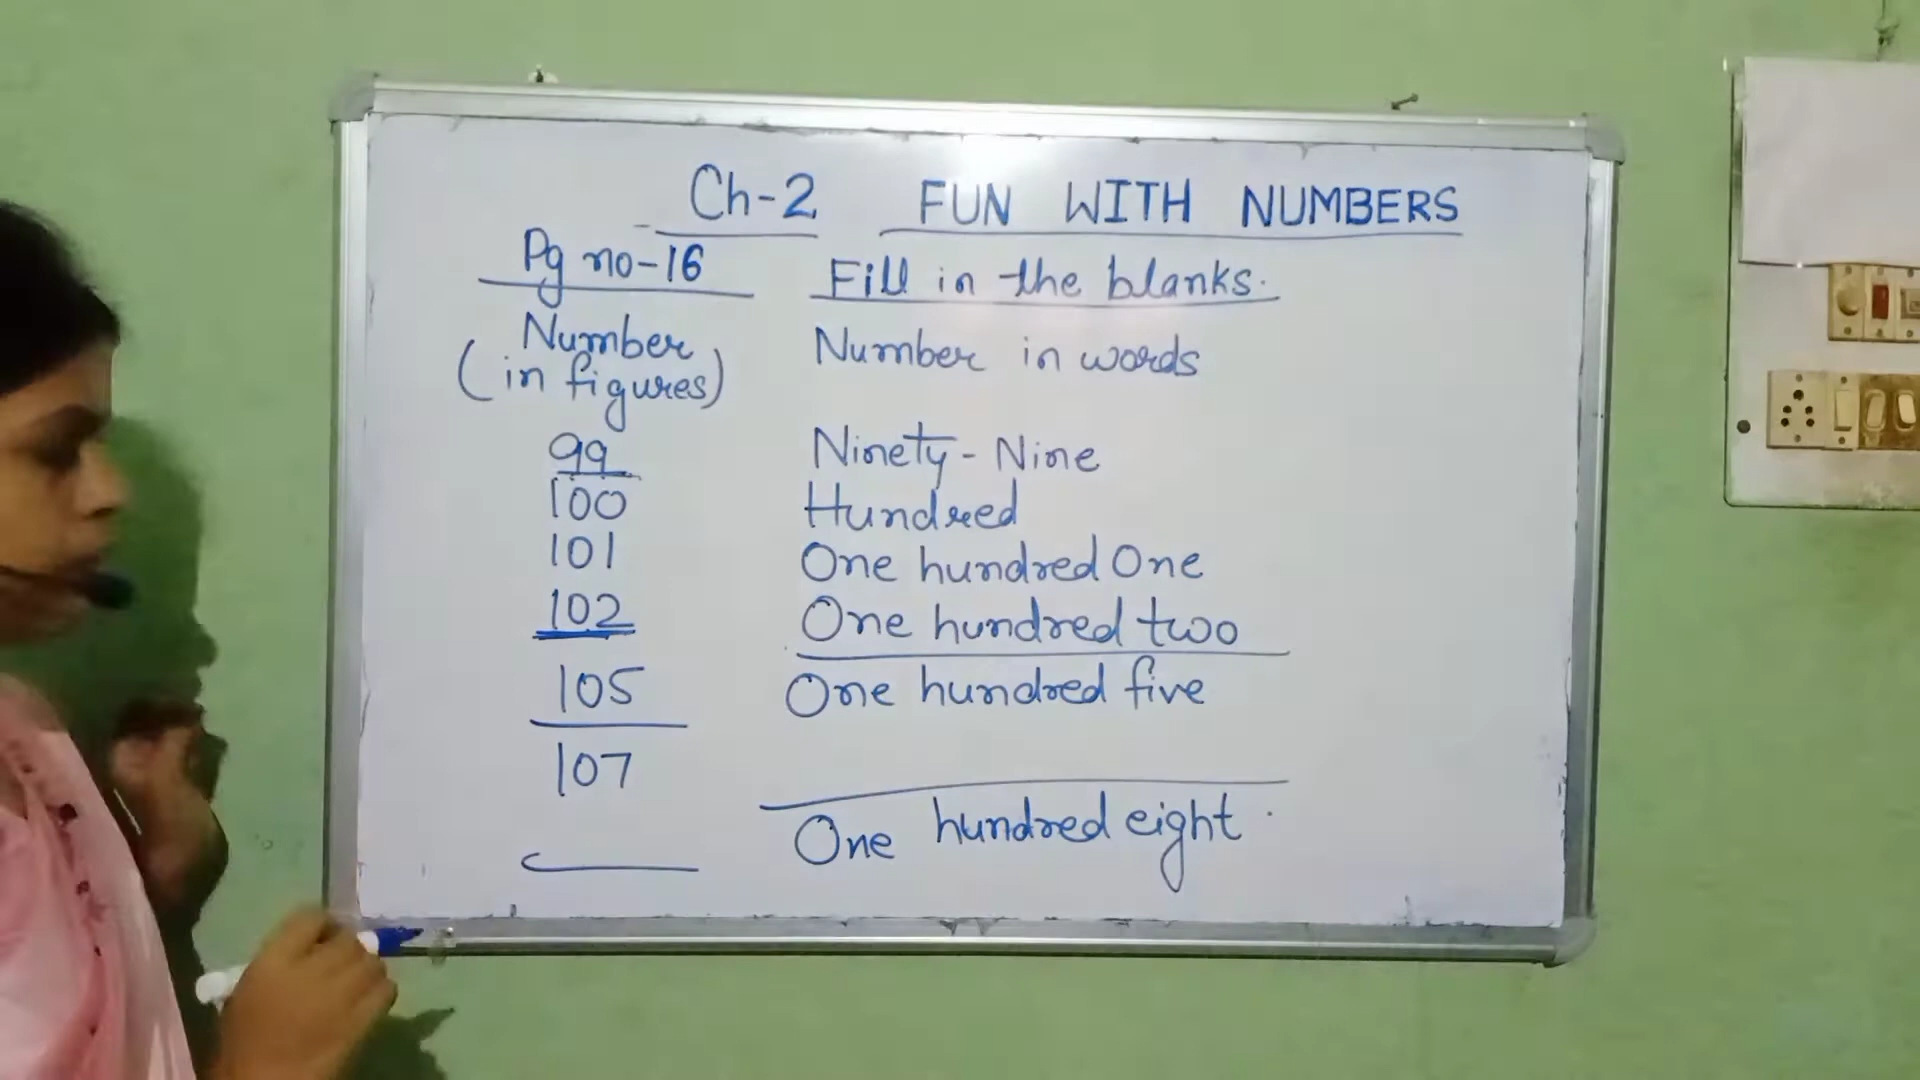 Ch-2 FUN WITH NUMBERS
Pg no-16 Fill in the blanks.
Number (in figures) Number in words
99 Ninety-Nine
100 Hundred
101 One hundred One
102 One hundred two
105 One hundred five
107
One hundred eight.